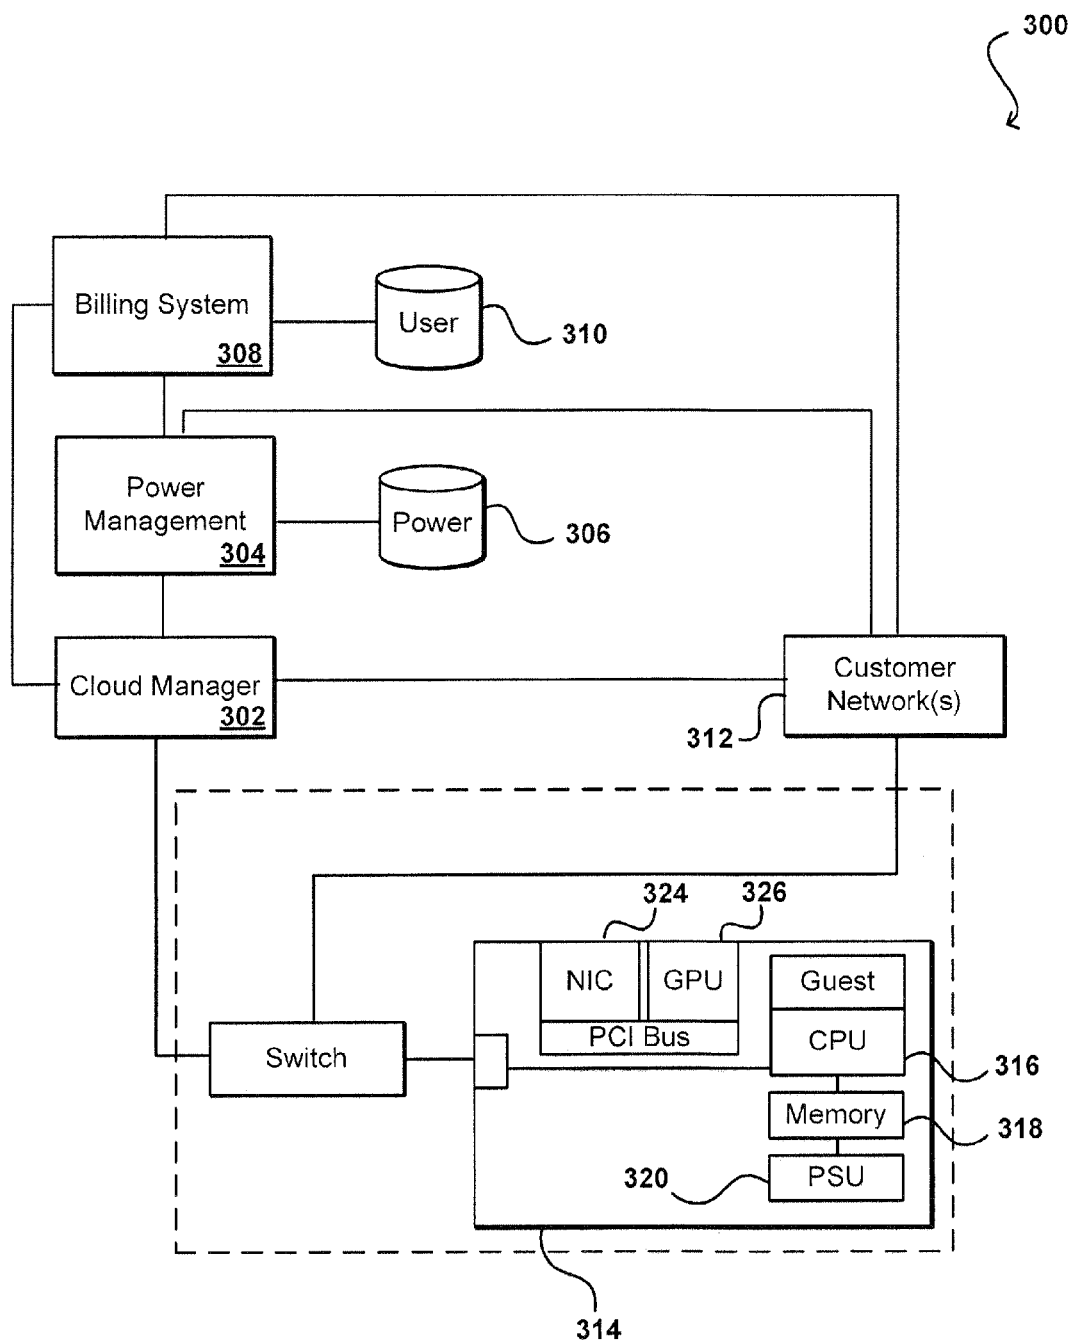 300
Billing System
308
User
310
Power
Management
304
Power
306
Cloud Manager
302
Customer
Network(s)
312
324
326
NIC
GPU
PCI Bus
Guest
CPU
316
Switch
Memory
318
PSU
320
314